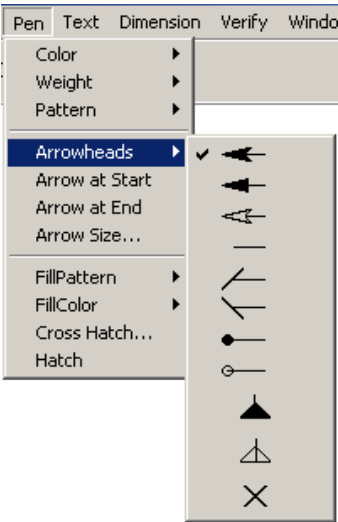 Pen Text Dimension Verify Windo
Color
Weight
Pattern
Arrowheads
Arrow at Start
Arrow at End
Arrow Size...
FillPattern
FillColor
Cross Hatch...
Hatch